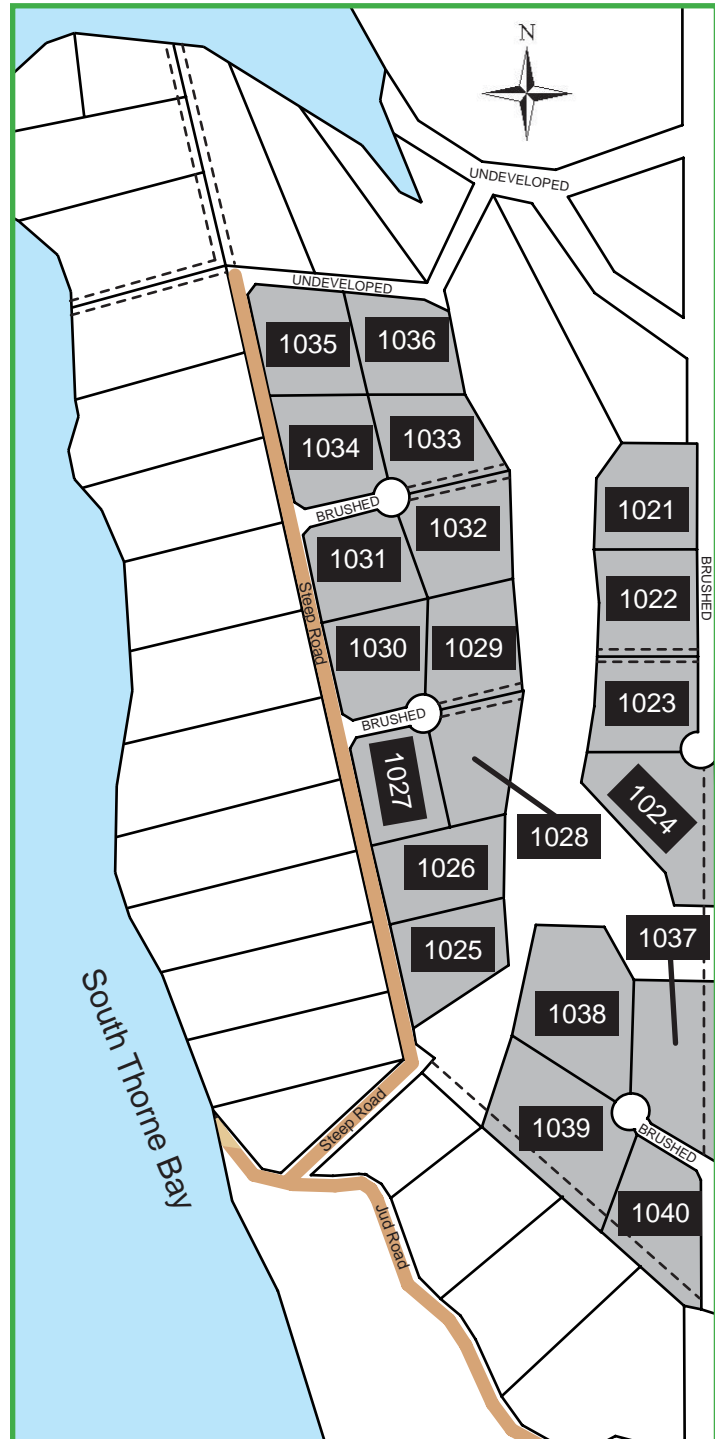 N
UNDEVELOPED
UNDEVELOPED
1035
1036
1034
1033
BRUSHED
1032
1031
1021
1022
BRUSHED
Steep Road
1030
1029
1023
BRUSHED
1027
1024
1028
1026
1025
1037
1038
South Thorne Bay
Steep Road
1039
BRUSHED
1040
Jud Road